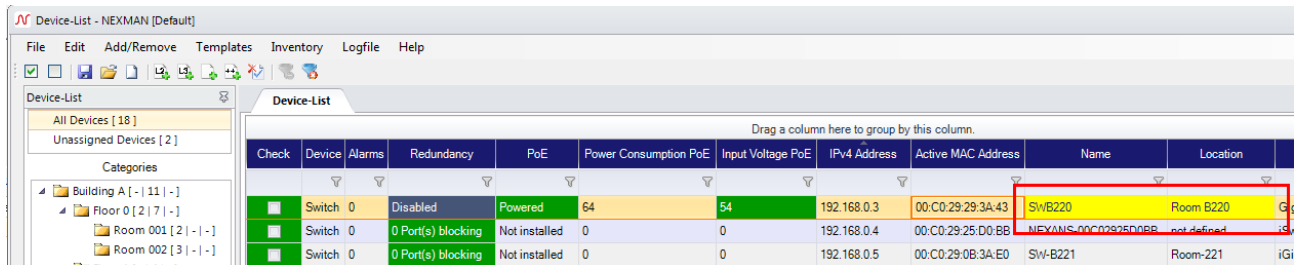 Device-List - NEXMAN [Default]
File Edit Add/Remove Templates Inventory Logfile Help
Device-List
Device-List
All Devices [ 18 ]
Unassigned Devices [ 2 ]
Categories
Building A [ - | 11 | - ]
Floor 0 [ 2 | 7 | - ]
Room 001 [ 2 | - | - ]
Room 002 [ 3 | - | - ]
Drag a column here to group by this column.
Check Device Alarms Redundancy PoE Power Consumption PoE Input Voltage PoE IPv4 Address Active MAC Address Name Location
Switch 0 Disabled Powered 64 54 192.168.0.3 00:C0:29:29:3A:43 SWB220 Room B220
Switch 0 0 Port(s) blocking Not installed 0 0 192.168.0.4 00:C0:29:25:D0:BB NEXANS-00C02925D0BB not defined
Switch 0 0 Port(s) blocking Not installed 0 0 192.168.0.5 00:C0:29:0B:3A:E0 SW-B221 Room-221 iGi